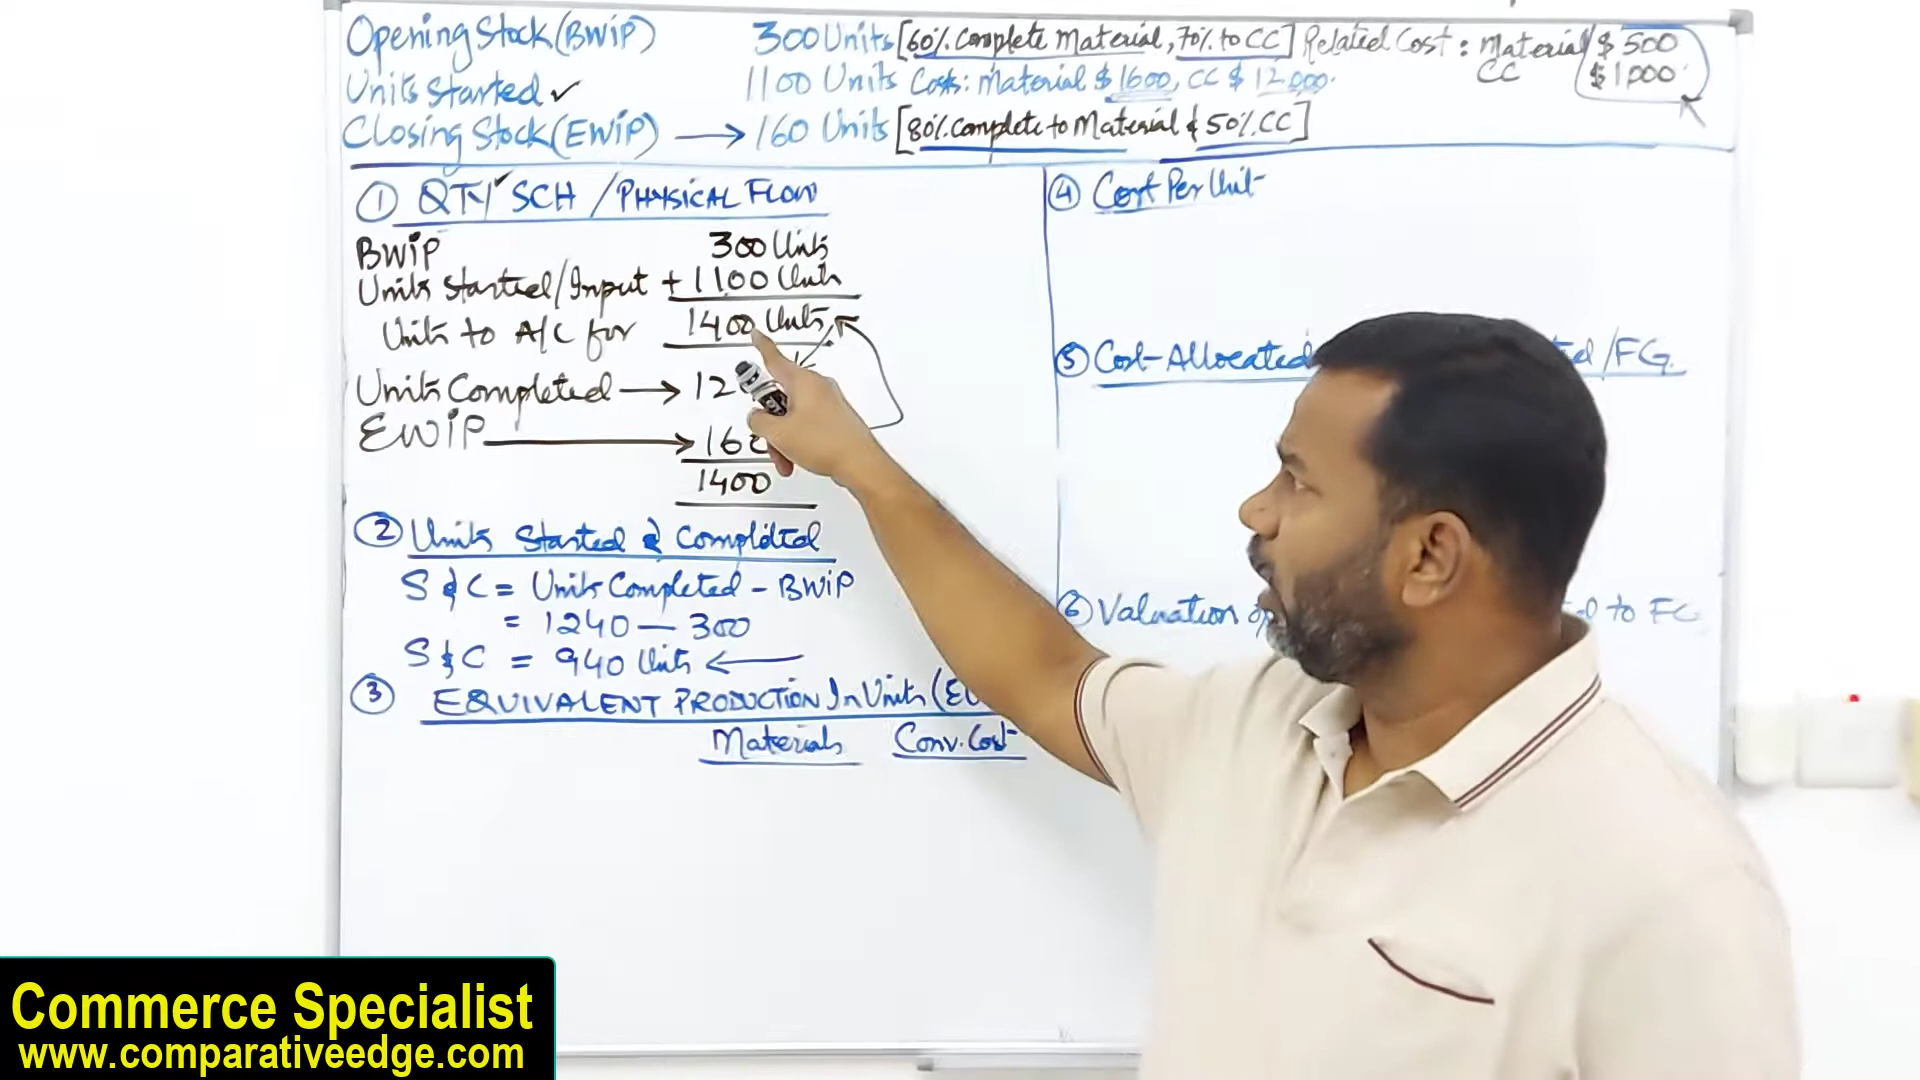 Opening Stock (BWIP) 300 Units [60% Complete Material, 70% to CC] Related Cost: Material $ 500
CC $ 1,000
Units Started ✓ 1100 Units Costs: Material $ 1600, CC $ 12,000.
Closing Stock (EWIP) → 160 Units [80% Complete to Material & 50% CC]
① QTY SCH / PHYSICAL FLOW
BWIP 300 Units
Units Started/Input + 1100 Units
Units to A/C for 1400 Units
Units Completed → 12
EWIP → 160
1400
② Units Started & Completed
S & C = Units Completed - BWIP
= 1240 — 300
S & C = 940 Units ←
③ EQUIVALENT PRODUCTION In Units (E
Materials Conv. Cost
④ Cost Per Unit
⑤ Cost-Allocated /FG.
⑥ Valuation to FG
Commerce Specialist
www.comparativeedge.com